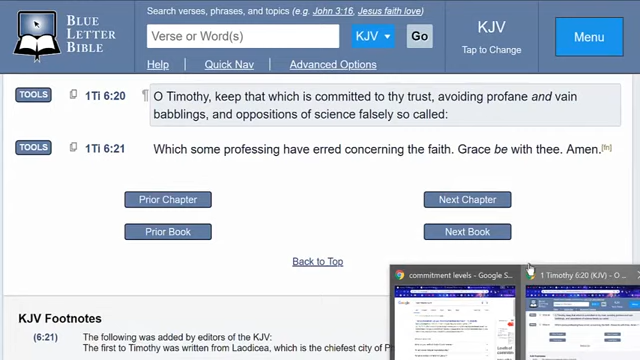 BLUE
LETTER
BIBLE
Search verses, phrases, and topics (e.g. John 3:16, Jesus faith love)
Verse or Word(s)
KJV
Go
KJV
Tap to Change
Menu
Help | Quick Nav | Advanced Options
TOOLS 1Ti 6:20 ¶ O Timothy, keep that which is committed to thy trust, avoiding profane and vain
babblings, and oppositions of science falsely so called:
TOOLS 1Ti 6:21 Which some professing have erred concerning the faith. Grace be with thee. Amen.[fn]
Prior Chapter
Next Chapter
Prior Book
Next Book
Back to Top
commitment levels - Google S...
1 Timothy 6:20 (KJV) - O ...
KJV Footnotes
(6:21) The following was added by editors of the KJV:
The first to Timothy was written from Laodicea, which is the chiefest city of P